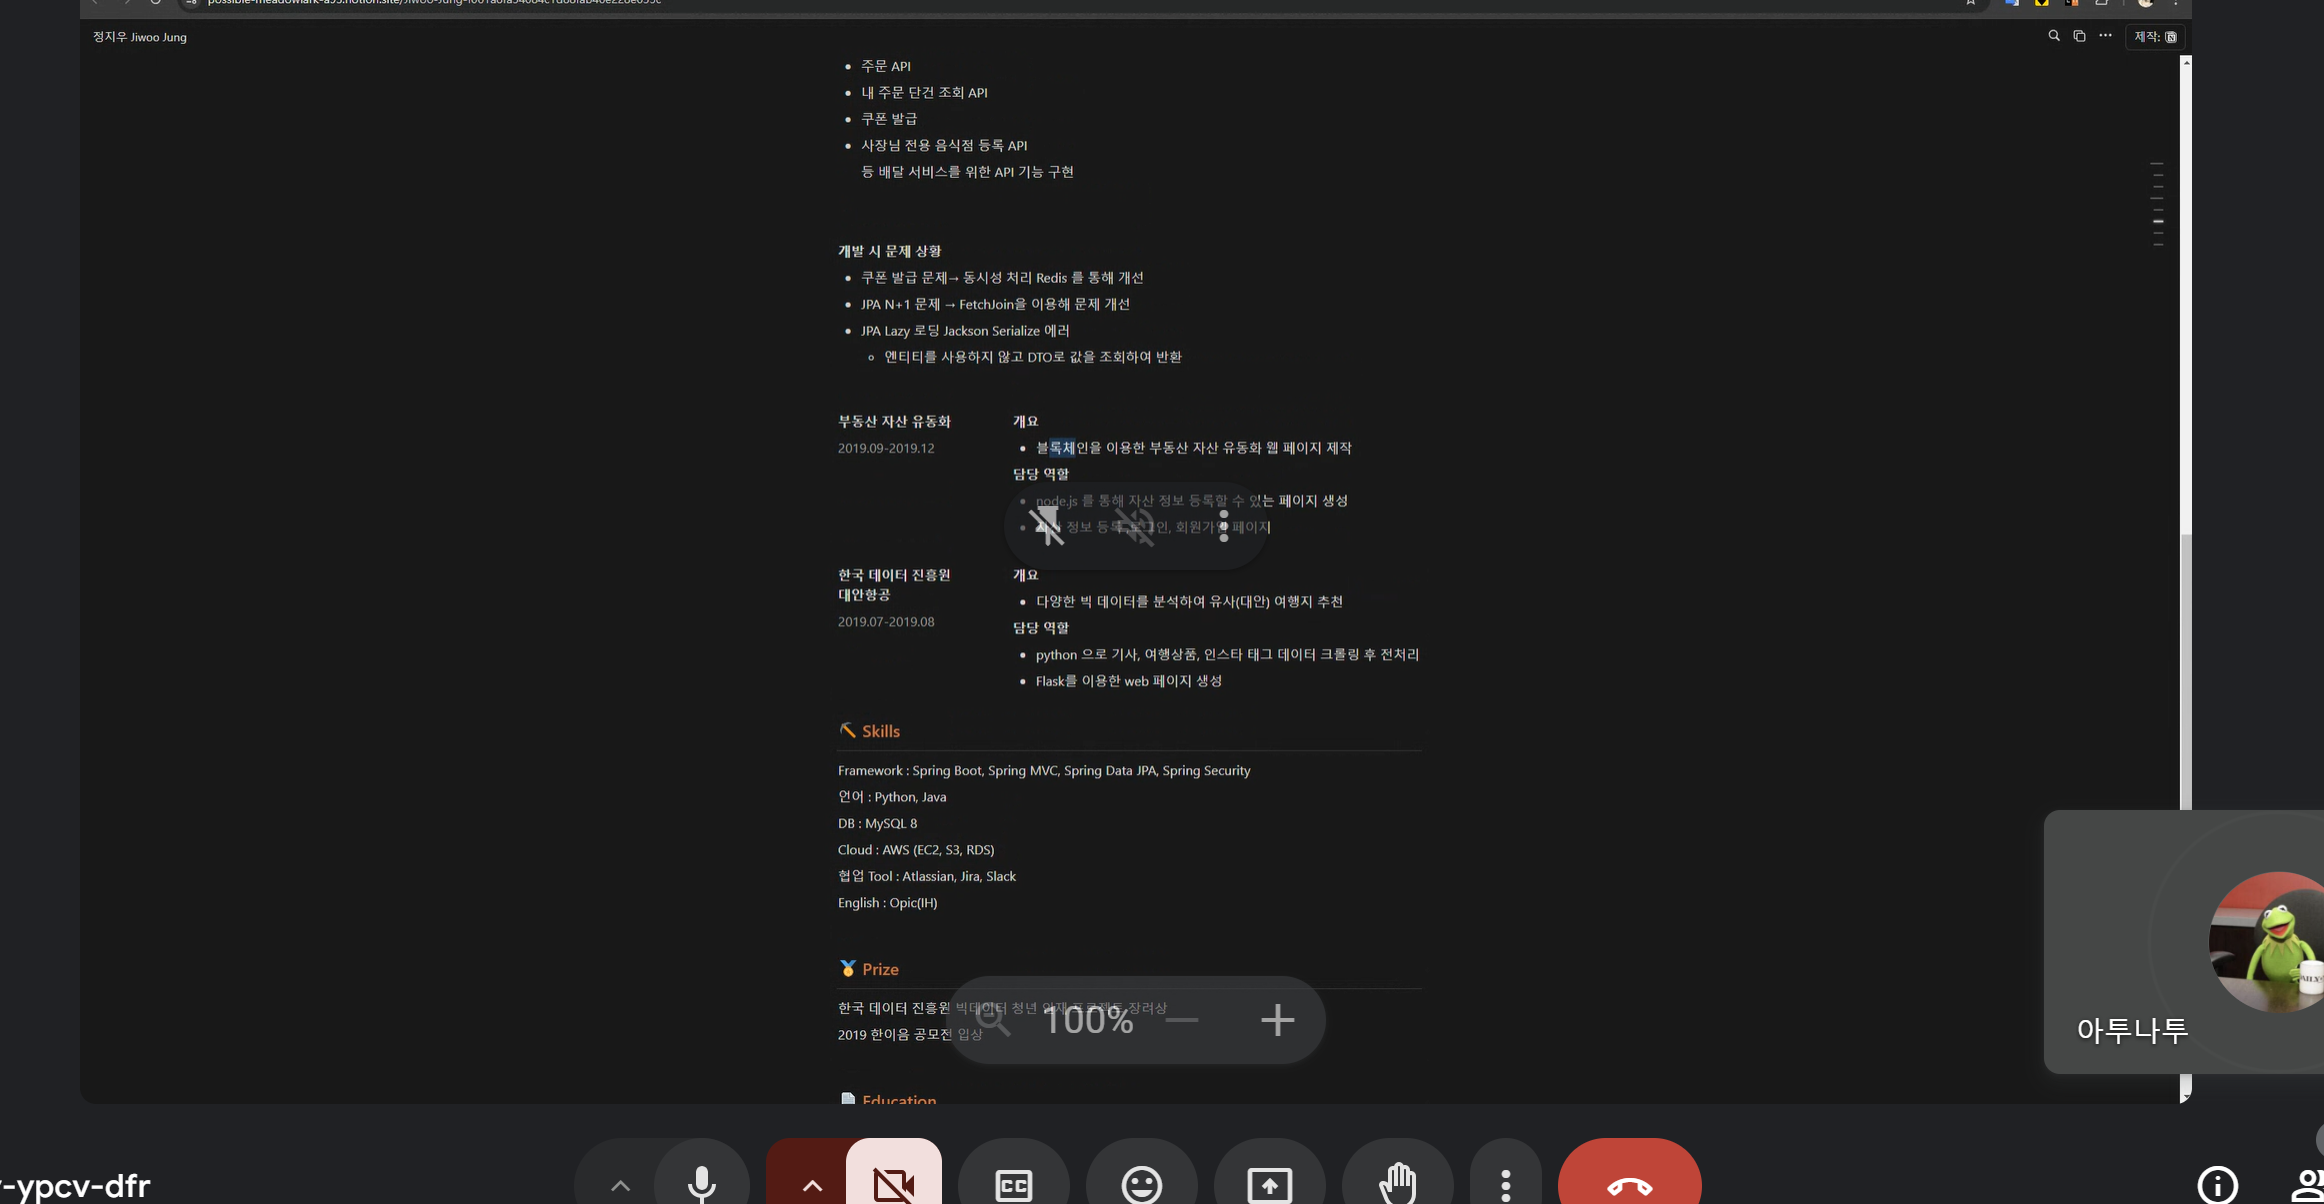 정지우 Jiwoo Jung
제작:
주문 API
내 주문 단건 조회 API
쿠폰 발급
사장님 전용 음식점 등록 API
등 배달 서비스를 위한 API 기능 구현
개발 시 문제 상황
쿠폰 발급 문제→ 동시성 처리 Redis 를 통해 개선
JPA N+1 문제 → FetchJoin을 이용해 문제 개선
JPA Lazy 로딩 Jackson Serialize 에러
엔티티를 사용하지 않고 DTO로 값을 조회하여 반환
부동산 자산 유동화
2019.09-2019.12
개요
블록체인을 이용한 부동산 자산 유동화 웹 페이지 제작
담당 역할
node.js 를 통해 자산 정보 등록할 수 있는 페이지 생성
자산 정보 등록,로그인, 회원가입 페이지
한국 데이터 진흥원
대안항공
2019.07-2019.08
개요
다양한 빅 데이터를 분석하여 유사(대안) 여행지 추천
담당 역할
python 으로 기사, 여행상품, 인스타 태그 데이터 크롤링 후 전처리
Flask를 이용한 web 페이지 생성
Skills
Framework : Spring Boot, Spring MVC, Spring Data JPA, Spring Security
언어 : Python, Java
DB : MySQL 8
Cloud : AWS (EC2, S3, RDS)
협업 Tool : Atlassian, Jira, Slack
English : Opic(IH)
Prize
한국 데이터 진흥원 빅데이터 청년 인재 프로젝트 장려상
2019 한이음 공모전 입상
100%
Education
아투나투
-ypcv-dfr
CC